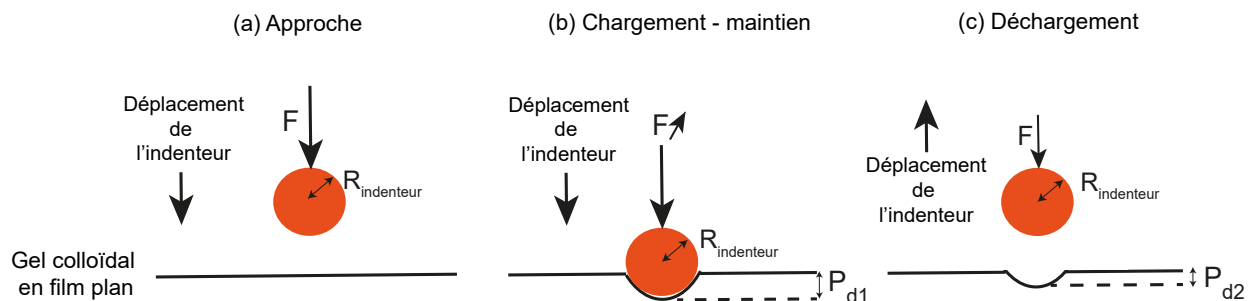 (a) Approche
Déplacement
de
l'indenteur
F
R indenteur
Gel colloïdal
en film plan
(b) Chargement - maintien
Déplacement
de
l'indenteur
F
R indenteur
P d1
(c) Déchargement
Déplacement
de
l'indenteur
F
R indenteur
P d2